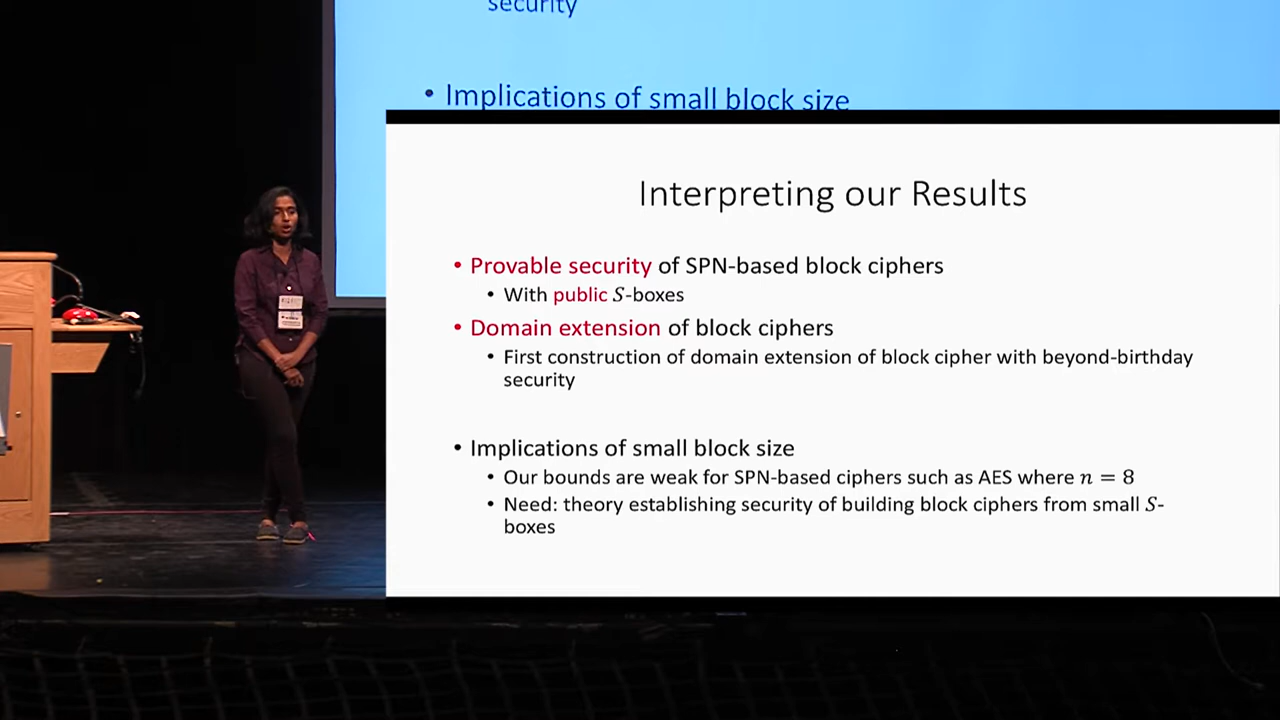 security
• Implications of small block size
Interpreting our Results
• Provable security of SPN-based block ciphers
• With public S-boxes
• Domain extension of block ciphers
• First construction of domain extension of block cipher with beyond-birthday
security
• Implications of small block size
• Our bounds are weak for SPN-based ciphers such as AES where n = 8
• Need: theory establishing security of building block ciphers from small S-
boxes